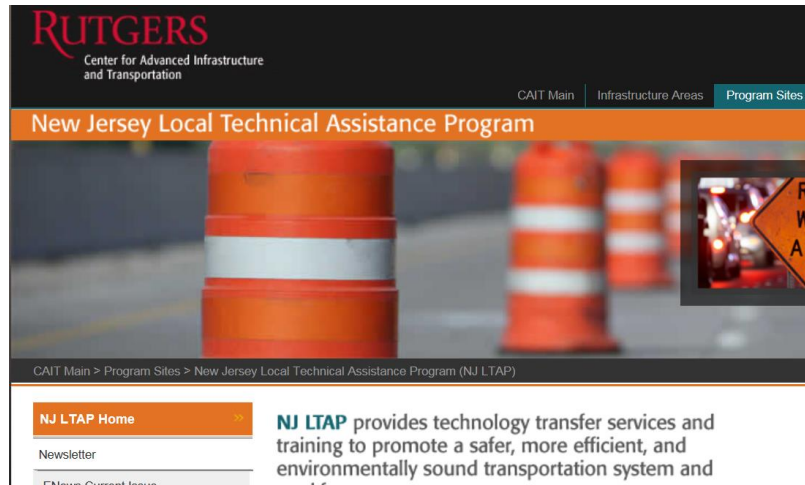 RUTGERS
Center for Advanced Infrastructure
and Transportation
CAIT Main
Infrastructure Areas
Program Sites
New Jersey Local Technical Assistance Program
CAIT Main > Program Sites > New Jersey Local Technical Assistance Program (NJ LTAP)
NJ LTAP Home »
Newsletter
NJ LTAP provides technology transfer services and
training to promote a safer, more efficient, and
environmentally sound transportation system and